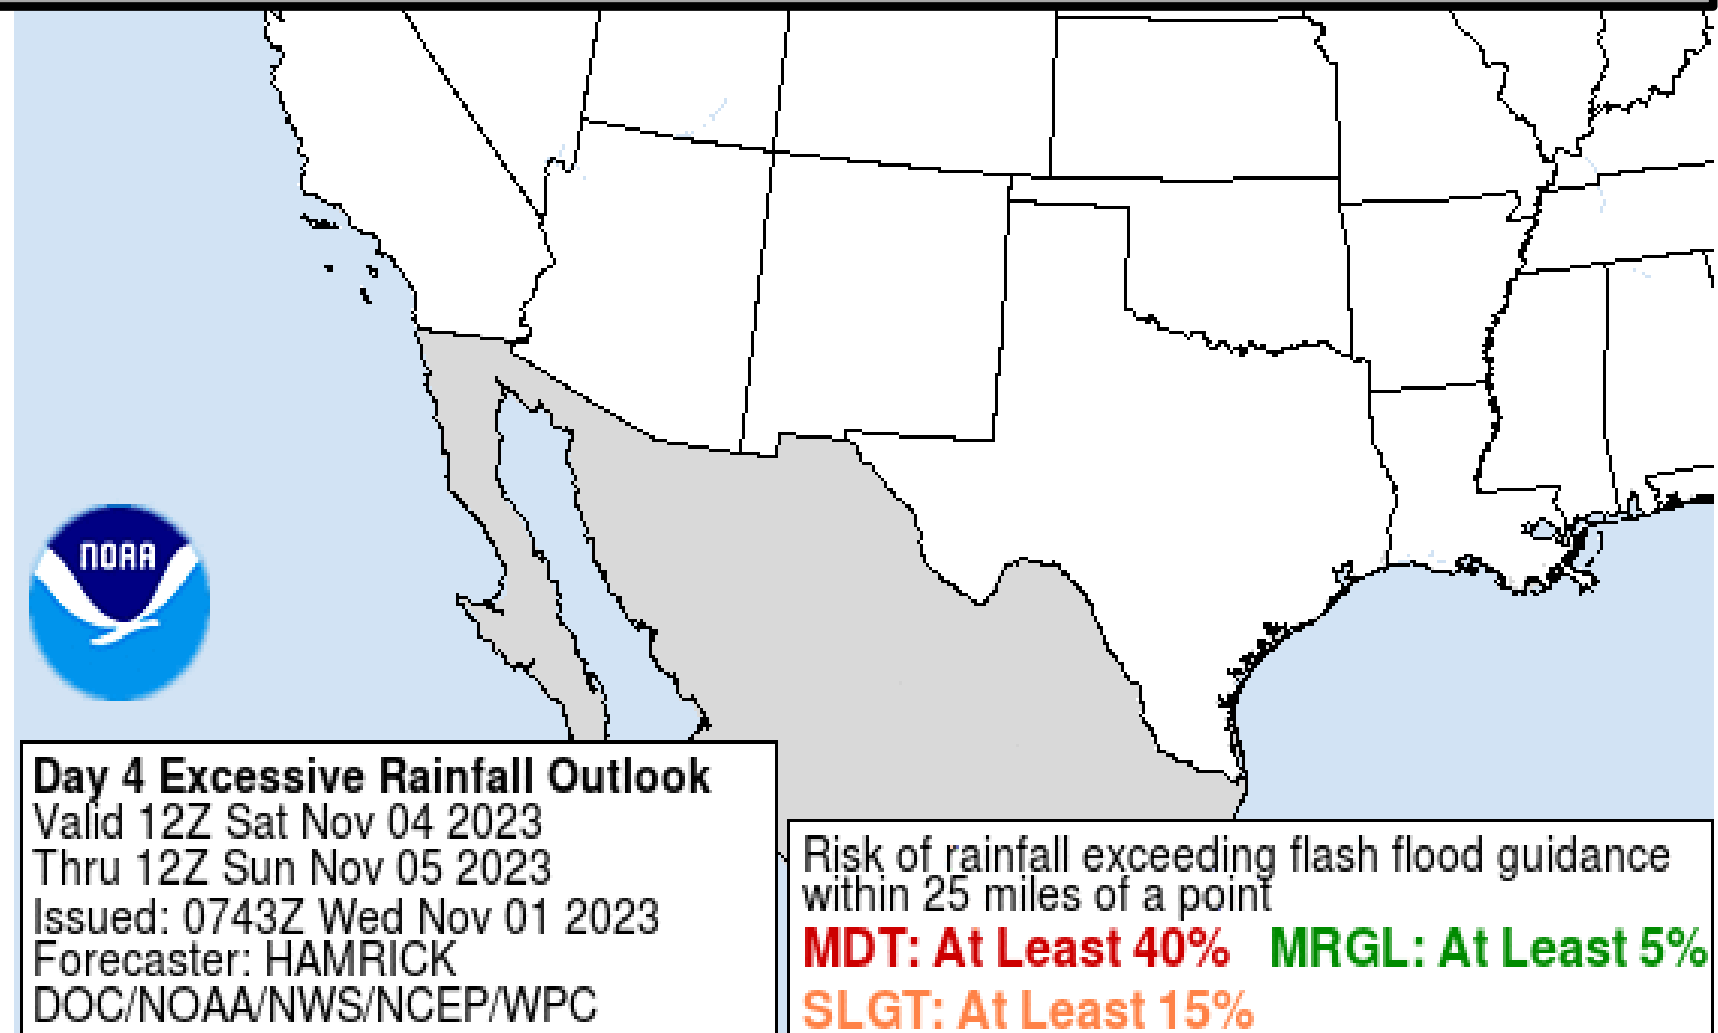 NOAA
Day 4 Excessive Rainfall Outlook
Valid 12Z Sat Nov 04 2023
Thru 12Z Sun Nov 05 2023
Issued: 0743Z Wed Nov 01 2023
Forecaster: HAMRICK
DOC/NOAA/NWS/NCEP/WPC
Risk of rainfall exceeding flash flood guidance
within 25 miles of a point
MDT: At Least 40% MRGL: At Least 5%
SLGT: At Least 15%